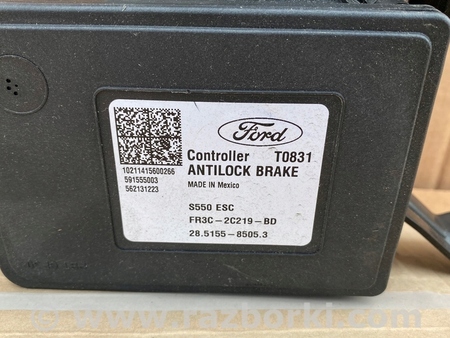 Ford
Controller T0831
ANTILOCK BRAKE
MADE IN Mexico
10211415600266
591555003
562131223
S550 ESC
FR3C-2C219-BD
28.5155-8505.3
www.razborki.com